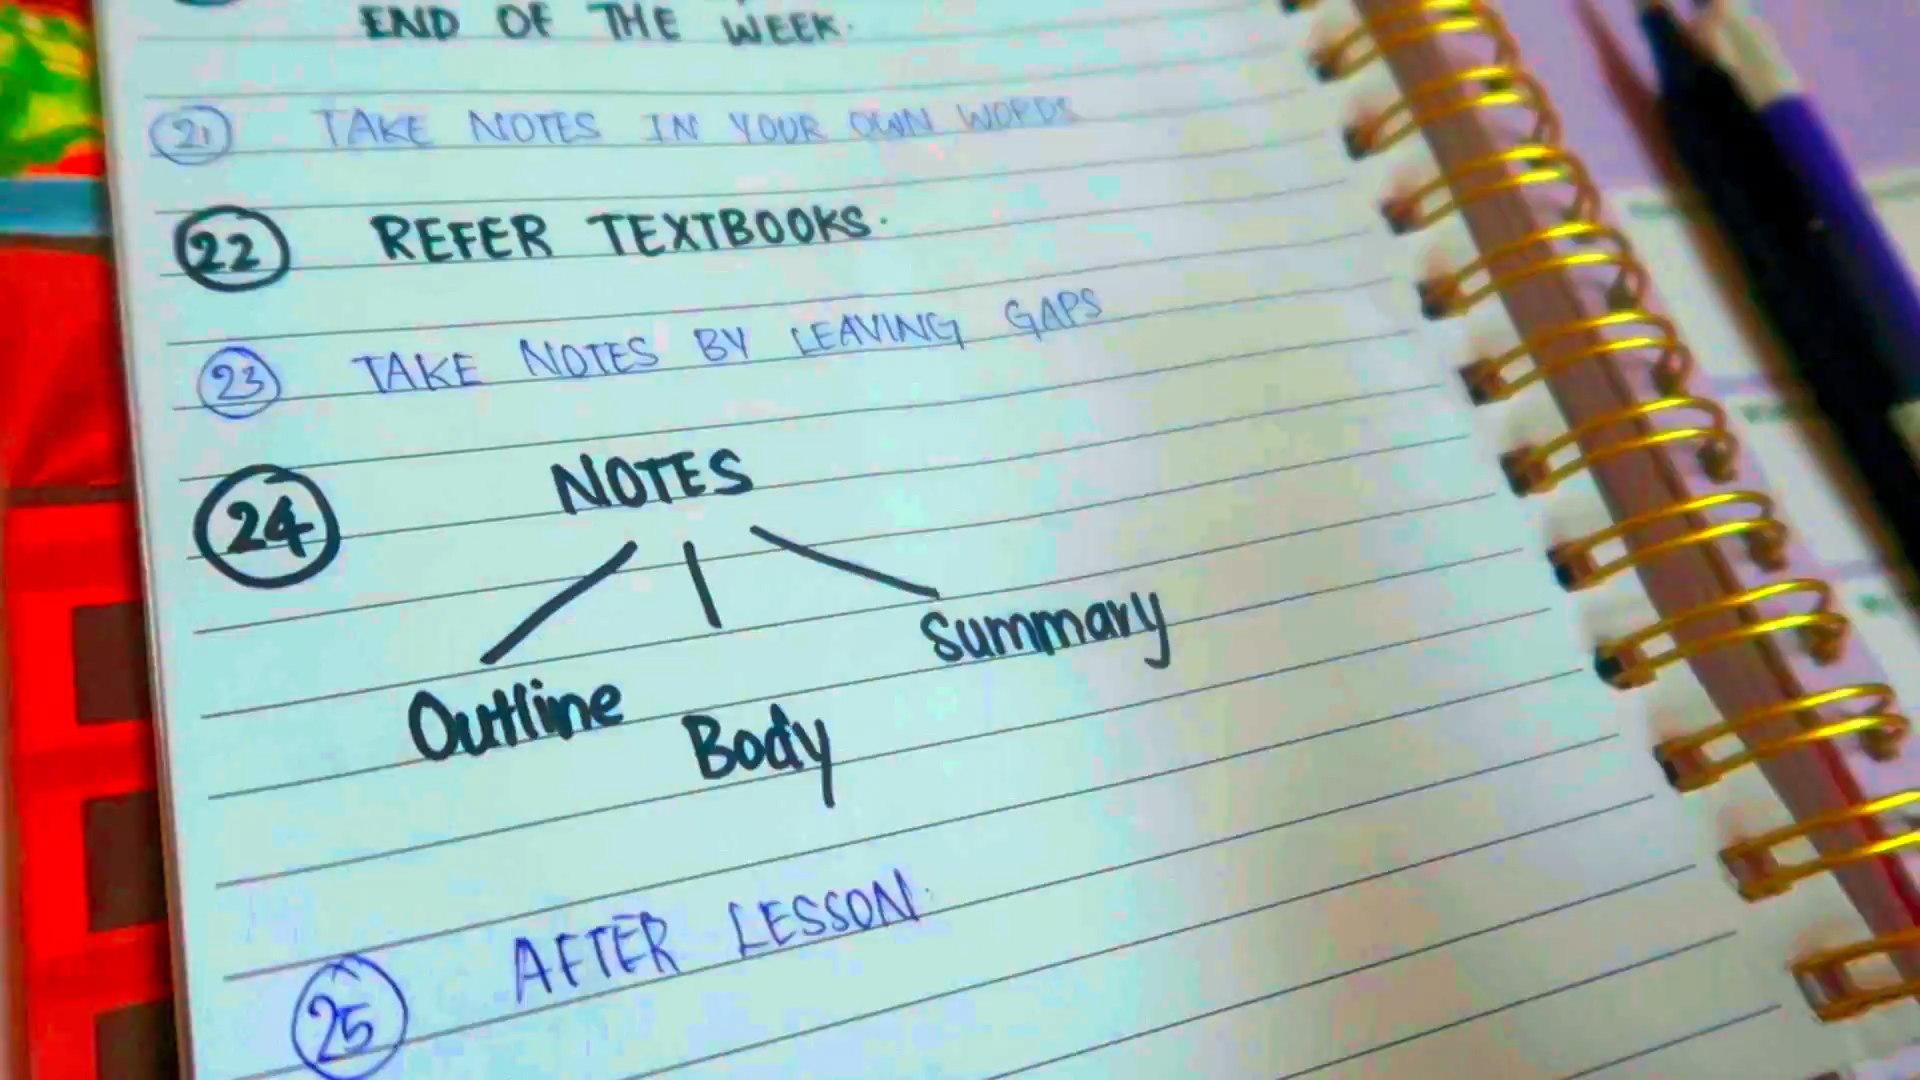 END OF THE WEEK.
21 TAKE NOTES IN YOUR OWN WORDS
22 REFER TEXTBOOKS.
23 TAKE NOTES BY LEAVING GAPS
24 NOTES
Outline Body Summary
25 AFTER LESSON.